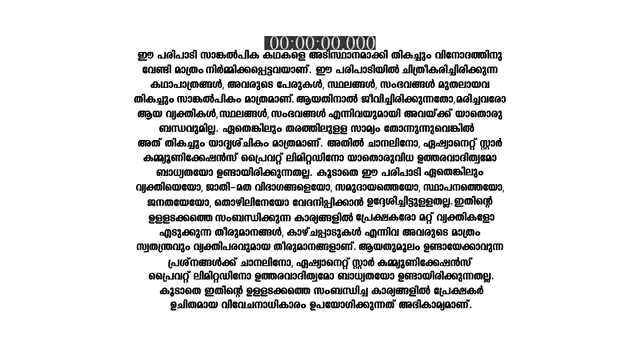 00:00:00.000
ഈ പരിപാടി സാങ്കൽപിക കഥകളെ അടിസ്ഥാനമാക്കി തികച്ചും വിനോദത്തിനു
വേണ്ടി മാത്രം നിർമ്മിക്കപ്പെട്ടവയാണ്. ഈ പരിപാടിയിൽ ചിത്രീകരിച്ചിരിക്കുന്ന
കഥാപാത്രങ്ങൾ, അവരുടെ പേരുകൾ, സ്ഥലങ്ങൾ, സംഭവങ്ങൾ മുതലായവ
തികച്ചും സാങ്കൽപികം മാത്രമാണ്. ആയതിനാൽ ജീവിച്ചിരിക്കുന്നതോ,മരിച്ചവരോ
ആയ വ്യക്തികൾ,സ്ഥലങ്ങൾ,സംഭവങ്ങൾ എന്നിവയുമായി അവയ്ക്ക് യാതൊരു
ബന്ധവുമില്ല. ഏതെങ്കിലും തരത്തിലുളള സാമ്യം തോന്നുന്നുവെങ്കിൽ
അത് തികച്ചും യാദൃശ്ചികം മാത്രമാണ്. അതിൽ ചാനലിനോ, ഏഷ്യാനെറ്റ് സ്റ്റാർ
കമ്മ്യൂണിക്കേഷൻസ് പ്രൈവറ്റ് ലിമിറ്റഡിനോ യാതൊരുവിധ ഉത്തരവാദിത്വമോ
ബാധ്യതയോ ഉണ്ടായിരിക്കുന്നതല്ല. കൂടാതെ ഈ പരിപാടി ഏതെങ്കിലും
വ്യക്തിയെയോ, ജാതി-മത വിഭാഗങ്ങളെയോ, സമുദായത്തെയോ, സ്ഥാപനത്തെയോ,
ജനതയേയോ, തൊഴിലിനേയോ വേദനിപ്പിക്കാൻ ഉദ്ദേശിച്ചിട്ടുളളതല്ല.ഇതിന്റെ
ഉളളടക്കത്തെ സംബന്ധിക്കുന്ന കാര്യങ്ങളിൽ പ്രേക്ഷകരോ മറ്റ് വ്യക്തികളോ
എടുക്കുന്ന തീരുമാനങ്ങൾ, കാഴ്ചപ്പാടുകൾ എന്നിവ അവരുടെ മാത്രം
സ്വതന്ത്രവും വ്യക്തിപരവുമായ തീരുമാനങ്ങളാണ്. ആയതുമൂലം ഉണ്ടായേക്കാവുന്ന
പ്രശ്നങ്ങൾക്ക് ചാനലിനോ, ഏഷ്യാനെറ്റ് സ്റ്റാർ കമ്മ്യൂണിക്കേഷൻസ്
പ്രൈവറ്റ് ലിമിറ്റഡിനോ ഉത്തരവാദിത്വമോ ബാധ്യതയോ ഉണ്ടായിരിക്കുന്നതല്ല.
കൂടാതെ ഇതിന്റെ ഉളളടക്കത്തെ സംബന്ധിച്ച കാര്യങ്ങളിൽ പ്രേക്ഷകർ
ഉചിതമായ വിവേചനാധികാരം ഉപയോഗിക്കുന്നത് അഭികാമ്യമാണ്.